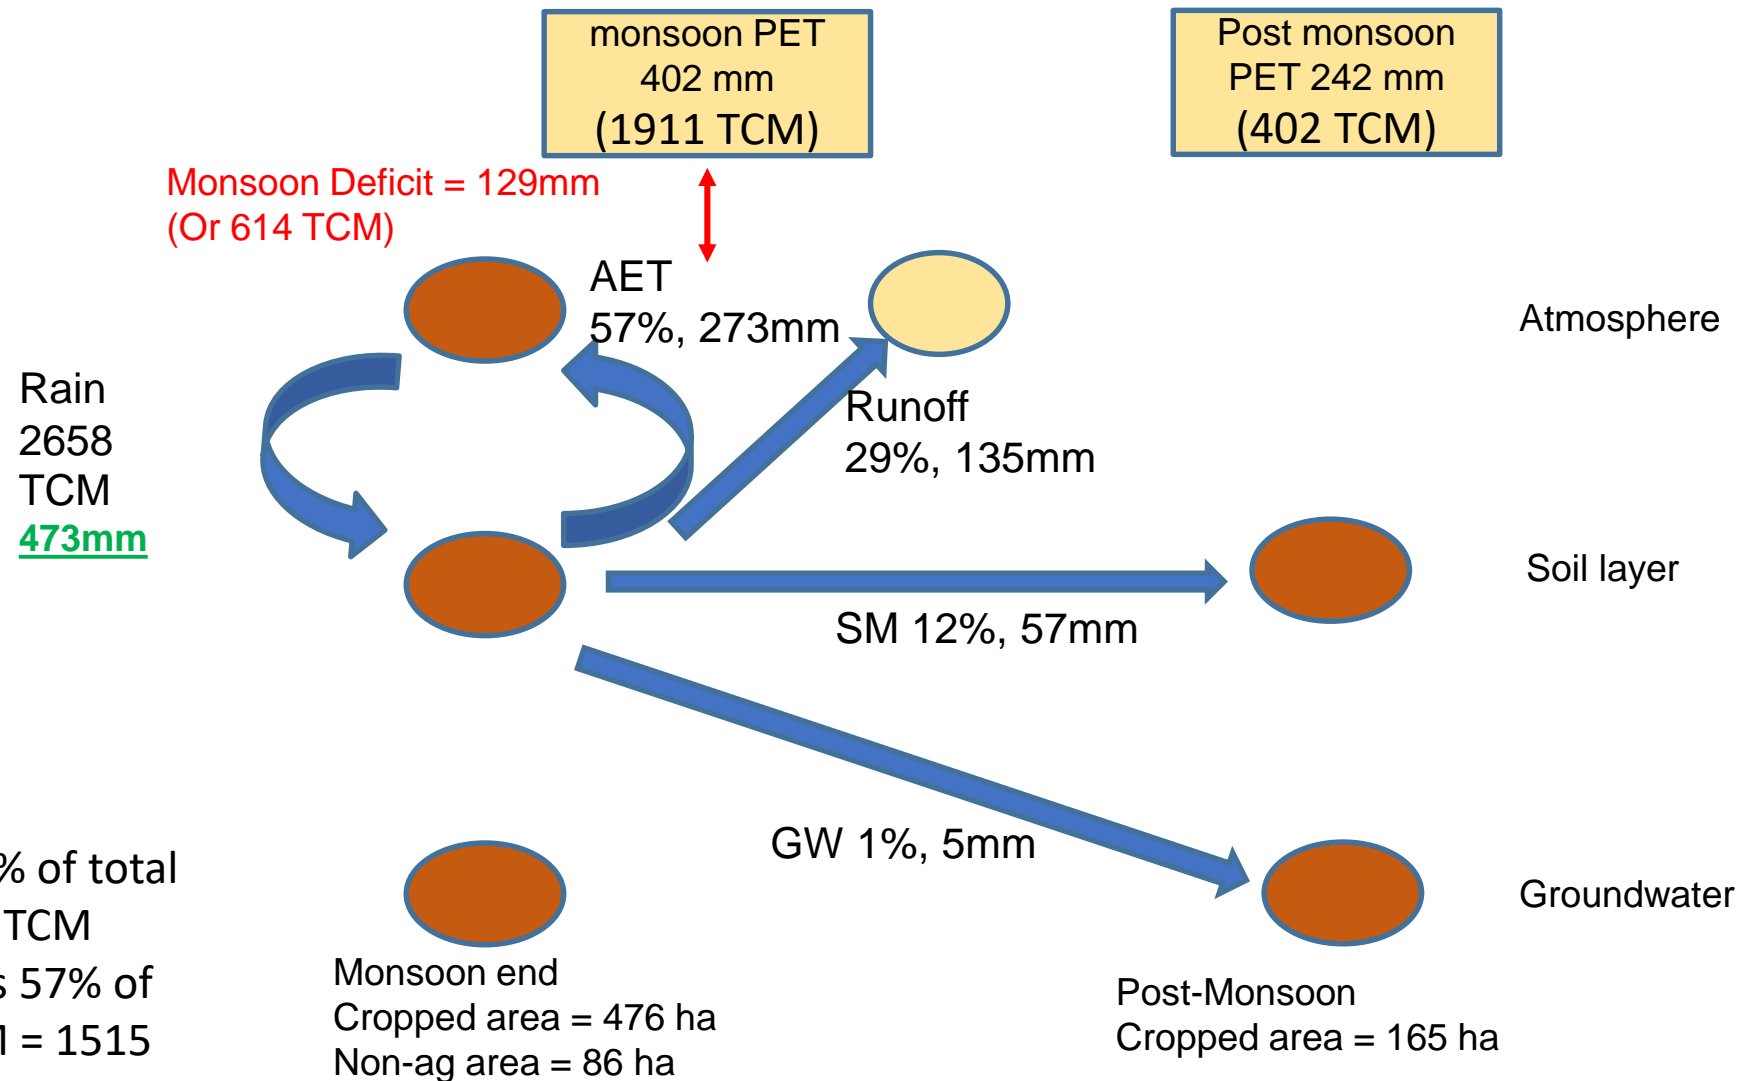 monsoon PET
402 mm
(1911 TCM)
Post monsoon
PET 242 mm
(402 TCM)
Monsoon Deficit = 129mm
(Or 614 TCM)
AET
57%, 273mm
Atmosphere
Rain
2658
TCM
473mm
Runoff
29%, 135mm
Soil layer
SM 12%, 57mm
GW 1%, 5mm
Groundwater
% of total
TCM
s 57% of
= 1515
Monsoon end
Cropped area = 476 ha
Non-ag area = 86 ha
Post-Monsoon
Cropped area = 165 ha